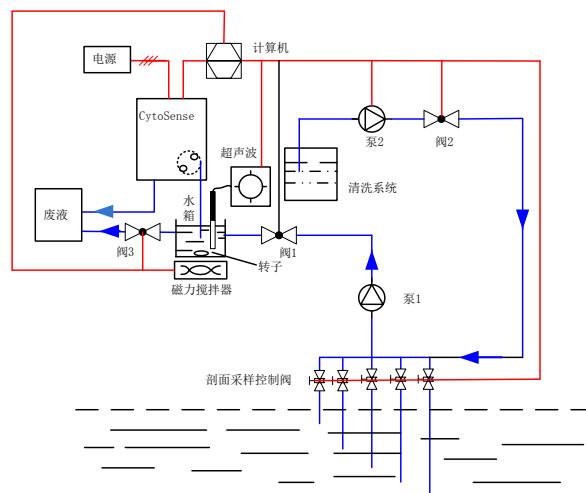 计算机
电源
CytoSense
泵2
阀2
超声波
清洗系统
水
箱
废液
阀3
阀1
转子
磁力搅拌器
泵1
剖面采样控制阀